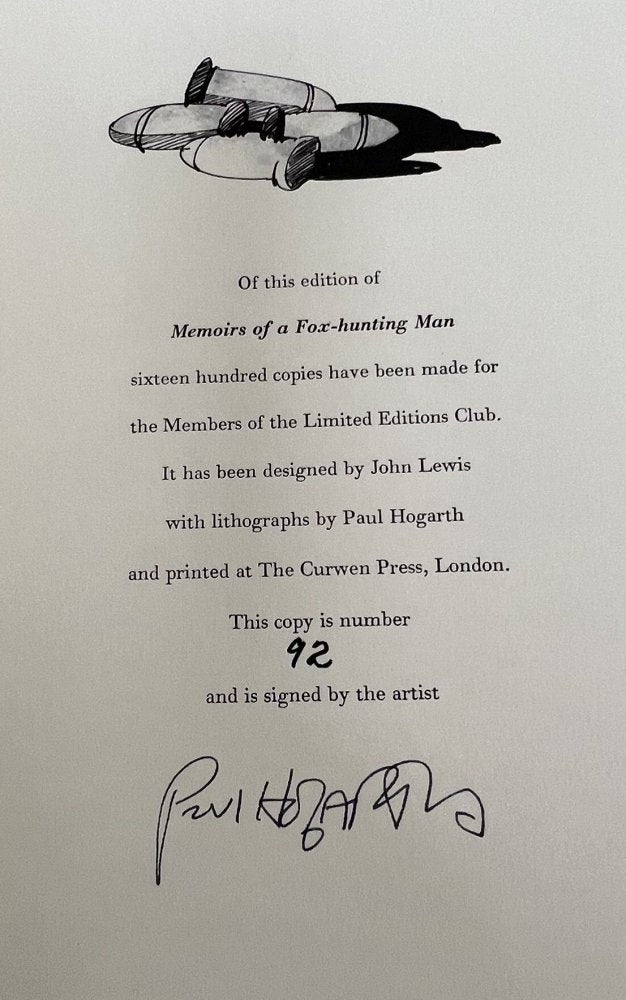 Of this edition of
Memoirs of a Fox-hunting Man
sixteen hundred copies have been made for
the Members of the Limited Editions Club.
It has been designed by John Lewis
with lithographs by Paul Hogarth
and printed at The Curwen Press, London.
This copy is number
92
and is signed by the artist
Paul Hogarth